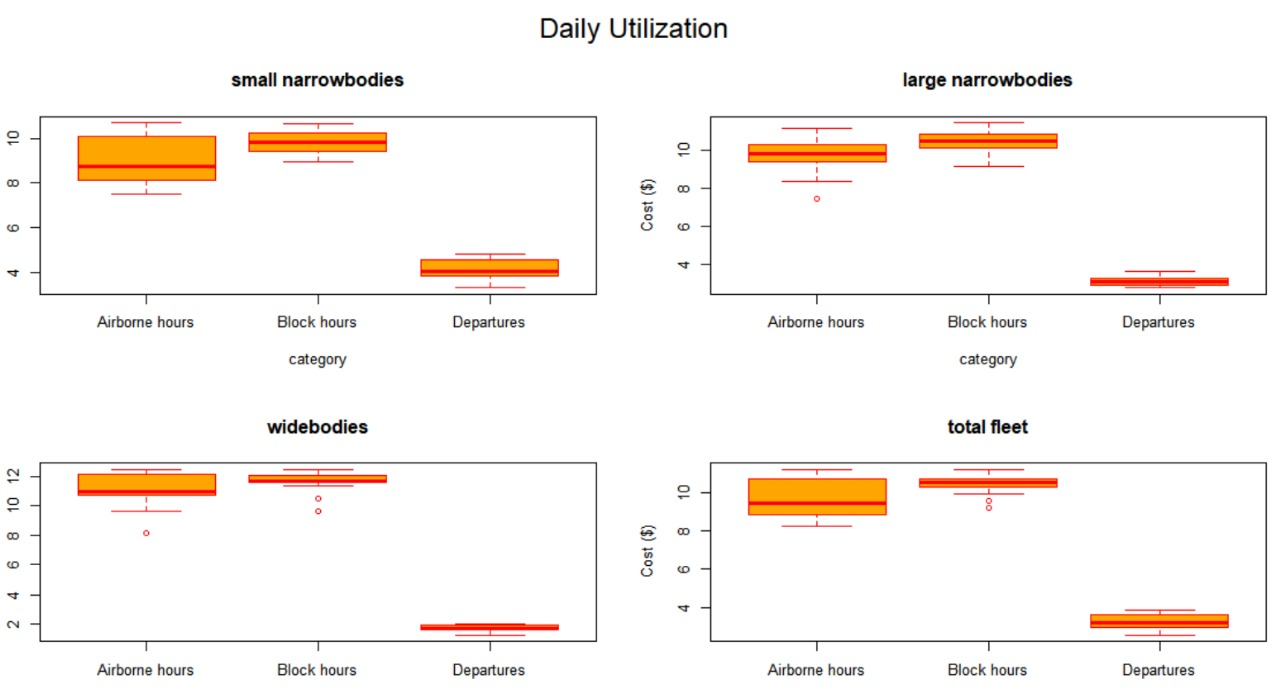 Daily Utilization
small narrowbodies
10
8
6
4
Airborne hours Block hours Departures
category
large narrowbodies
Cost ($)
10
8
6
4
Airborne hours Block hours Departures
category
widebodies
12
10
8
6
4
2
Airborne hours Block hours Departures
total fleet
Cost ($)
10
8
6
4
Airborne hours Block hours Departures